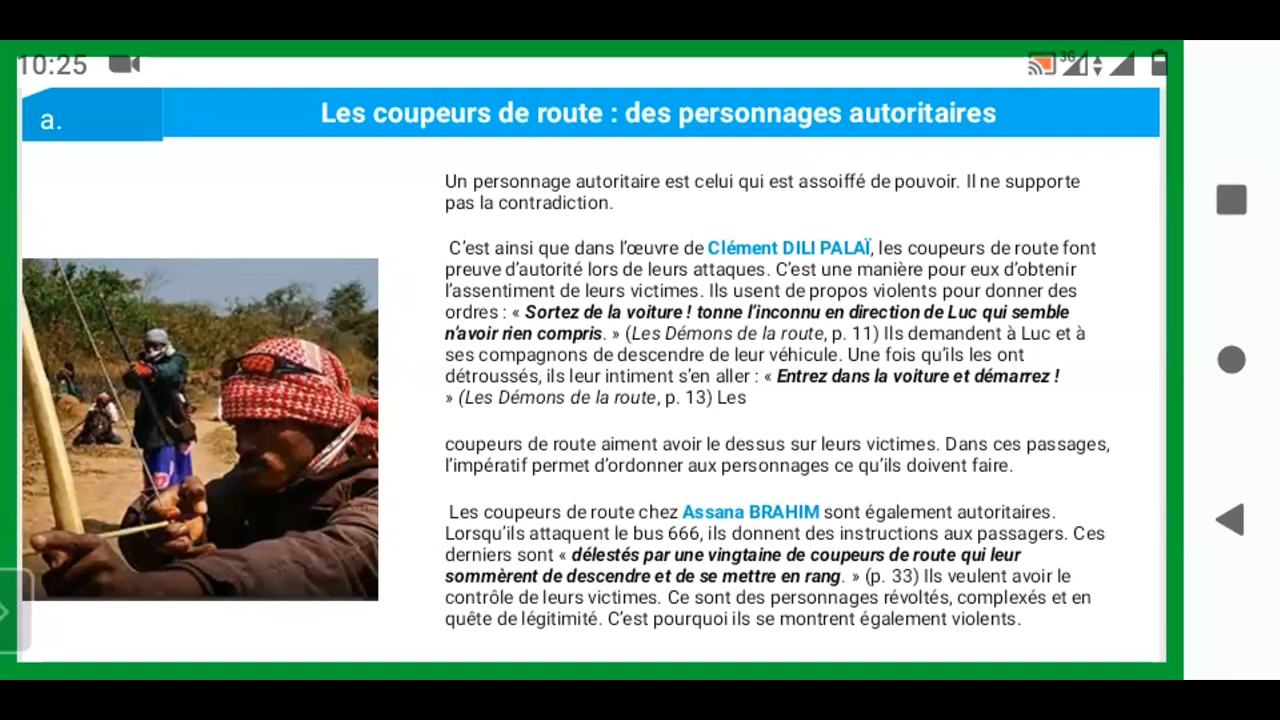 10:25
3G
a.
Les coupeurs de route : des personnages autoritaires
Un personnage autoritaire est celui qui est assoiffé de pouvoir. Il ne supporte
pas la contradiction.
C’est ainsi que dans l’œuvre de Clément DILI PALAÏ, les coupeurs de route font
preuve d’autorité lors de leurs attaques. C’est une manière pour eux d’obtenir
l’assentiment de leurs victimes. Ils usent de propos violents pour donner des
ordres : « Sortez de la voiture ! tonne l’inconnu en direction de Luc qui semble
n’avoir rien compris. » (Les Démons de la route, p. 11) Ils demandent à Luc et à
ses compagnons de descendre de leur véhicule. Une fois qu’ils les ont
détroussés, ils leur intiment s’en aller : « Entrez dans la voiture et démarrez !
» (Les Démons de la route, p. 13) Les
coupeurs de route aiment avoir le dessus sur leurs victimes. Dans ces passages,
l’impératif permet d’ordonner aux personnages ce qu’ils doivent faire.
Les coupeurs de route chez Assana BRAHIM sont également autoritaires.
Lorsqu’ils attaquent le bus 666, ils donnent des instructions aux passagers. Ces
derniers sont « délestés par une vingtaine de coupeurs de route qui leur
sommèrent de descendre et de se mettre en rang. » (p. 33) Ils veulent avoir le
contrôle de leurs victimes. Ce sont des personnages révoltés, complexés et en
quête de légitimité. C’est pourquoi ils se montrent également violents.